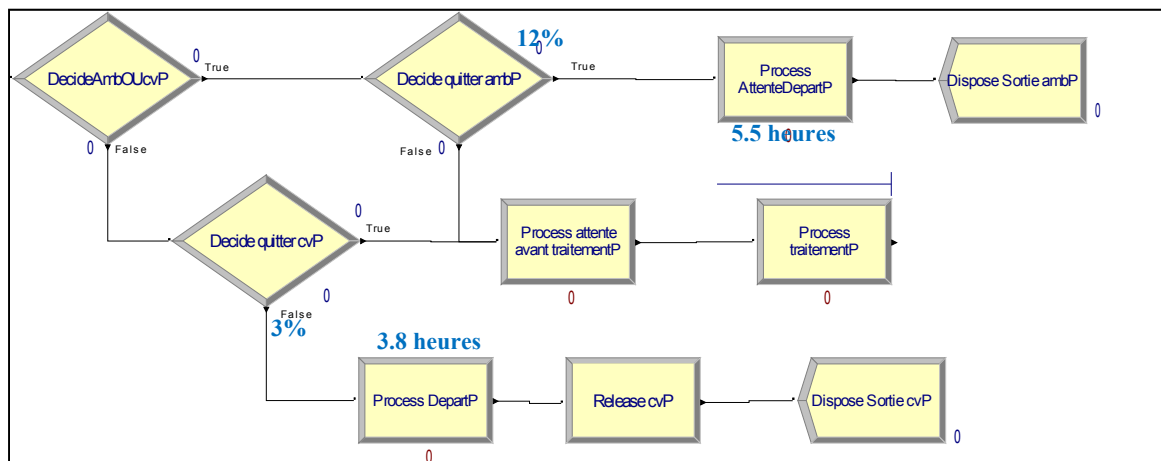 12%
0
0
DecideAmbOUcvP
True
Decide quitter ambP
True
Process
AttenteDepartP
Dispose Sortie ambP
0
5.5 heures
0
0
False
0
False
0
Decide quitter cvP
True
Process attente
avant traitementP
Process
traitementP
0
0
0
False
3%
3.8 heures
Process DepartP
Release cvP
Dispose Sortie cvP
0
0